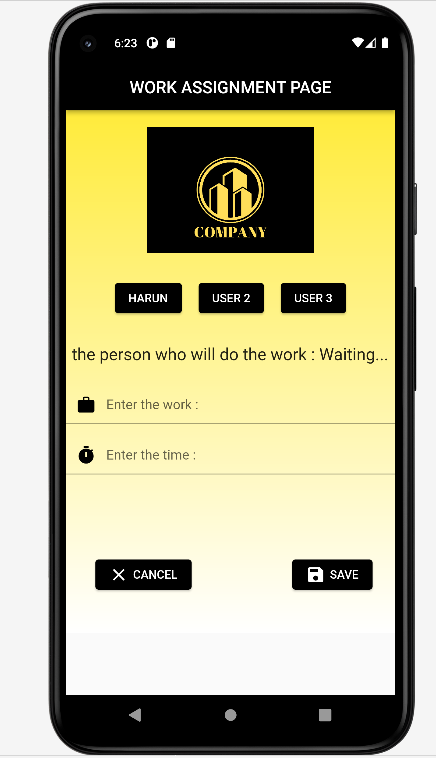 6:23
WORK ASSIGNMENT PAGE
COMPANY
HARUN USER 2 USER 3
the person who will do the work : Waiting...
Enter the work :
Enter the time :
CANCEL SAVE